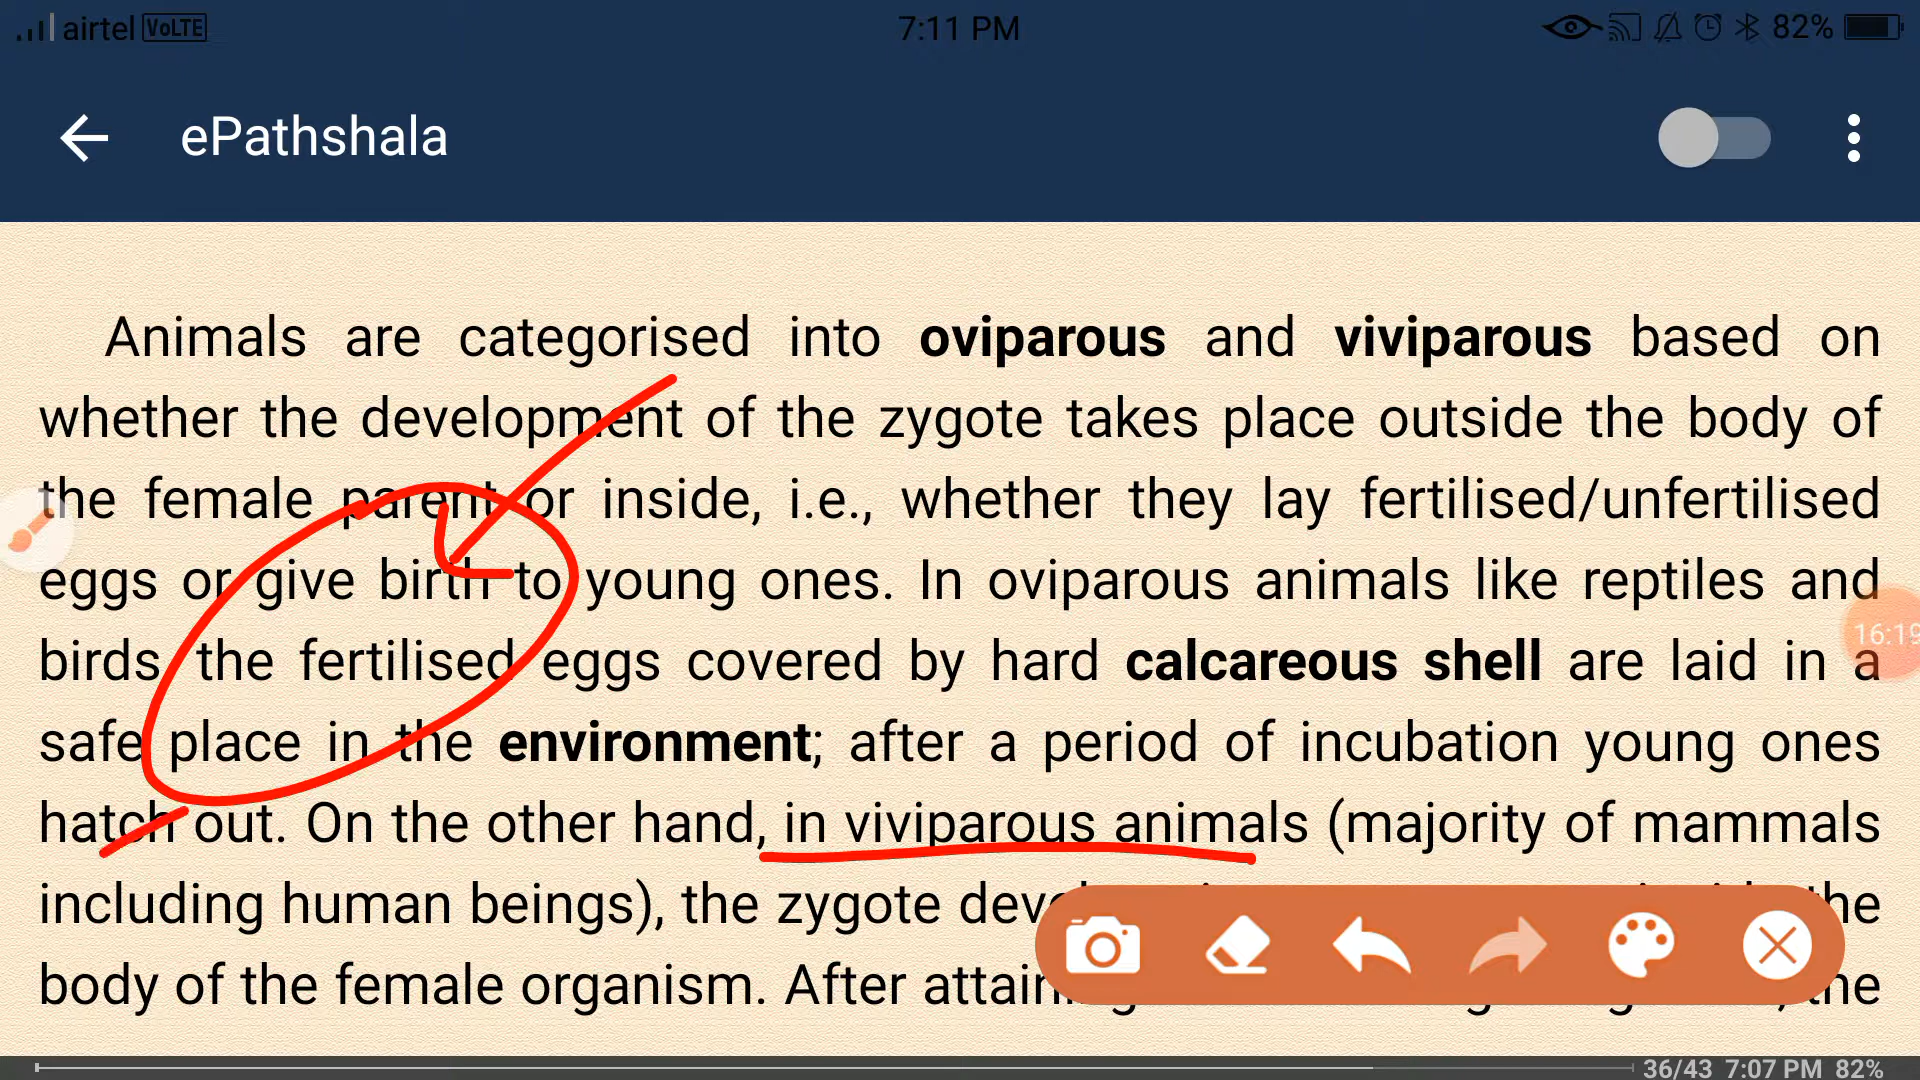 airtel VoLTE 7:11 PM 82%
ePathshala
Animals are categorised into oviparous and viviparous based on
whether the development of the zygote takes place outside the body of
the female parent or inside, i.e., whether they lay fertilised/unfertilised
eggs or give birth to young ones. In oviparous animals like reptiles and
birds the fertilised eggs covered by hard calcareous shell are laid in a
16:19
safe place in the environment; after a period of incubation young ones
hatch out. On the other hand, in viviparous animals (majority of mammals
including human beings), the zygote the
body of the female organism. After the
36/43 7:07 PM 82%